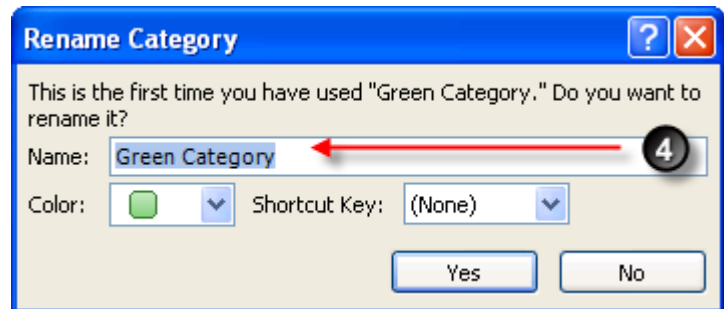 Rename Category
This is the first time you have used "Green Category." Do you want to
rename it?
Name: Green Category 4
Color: Shortcut Key: (None)
Yes No